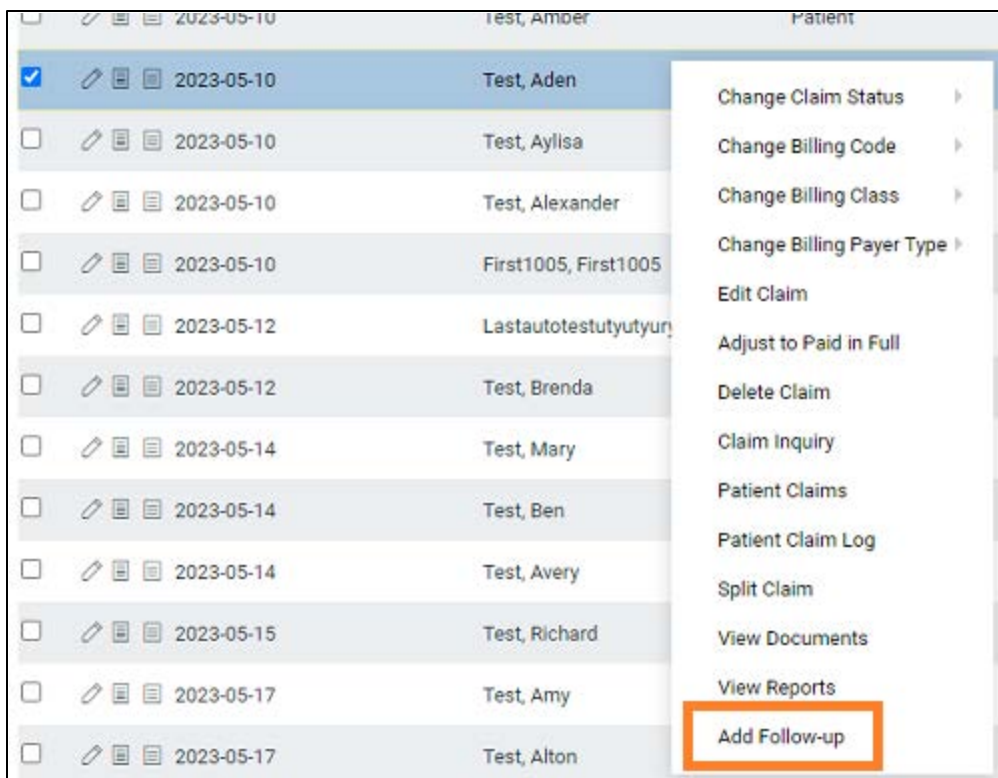 2023-05-10 Test, Amber Patient
2023-05-10 Test, Aden
Change Claim Status
2023-05-10 Test, Aylisa
Change Billing Code
2023-05-10 Test, Alexander
Change Billing Class
2023-05-10 First1005, First1005
Change Billing Payer Type
Edit Claim
2023-05-12 Lastautotestutyutyury
Adjust to Paid in Full
2023-05-12 Test, Brenda
Delete Claim
2023-05-14 Test, Mary
Claim Inquiry
Patient Claims
2023-05-14 Test, Ben
Patient Claim Log
2023-05-14 Test, Avery
Split Claim
2023-05-15 Test, Richard
View Documents
View Reports
2023-05-17 Test, Amy
Add Follow-up
2023-05-17 Test, Alton